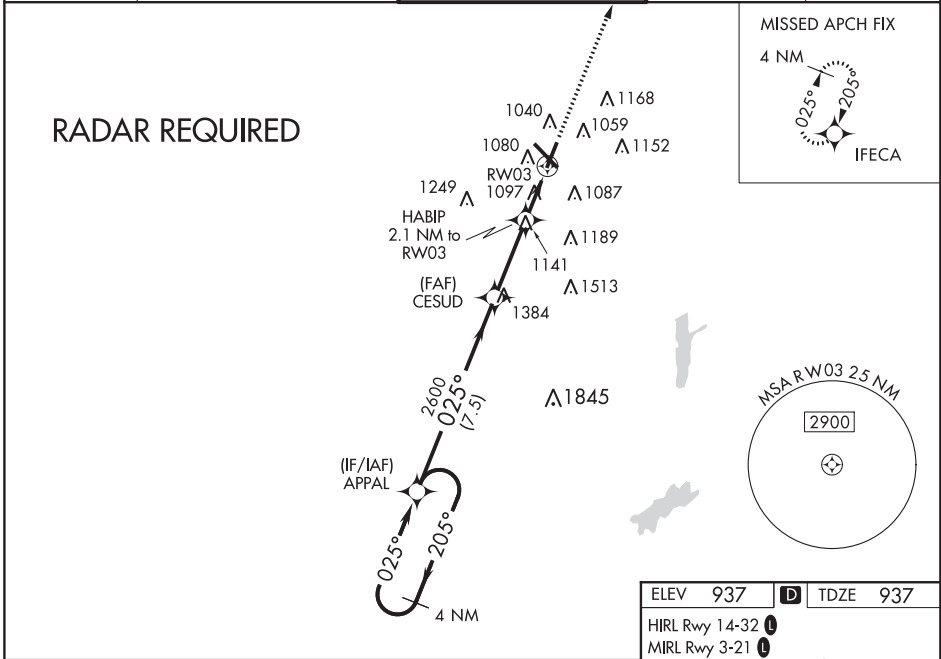 RADAR REQUIRED
MISSED APCH FIX
4 NM
025°
205°
IFECA
1040
1168
1059
1080
1152
RW03
1249
1097
1087
HABIP
2.1 NM to
RW03
1189
1141
(FAF)
CESUD
1513
1384
2600
025°
(7.5)
1845
MSA RW03 25 NM
2900
(IF/IAF)
APPAL
025°
205°
4 NM
ELEV 937 D TDZE 937
HIRL Rwy 14-32 L
MIRL Rwy 3-21 L